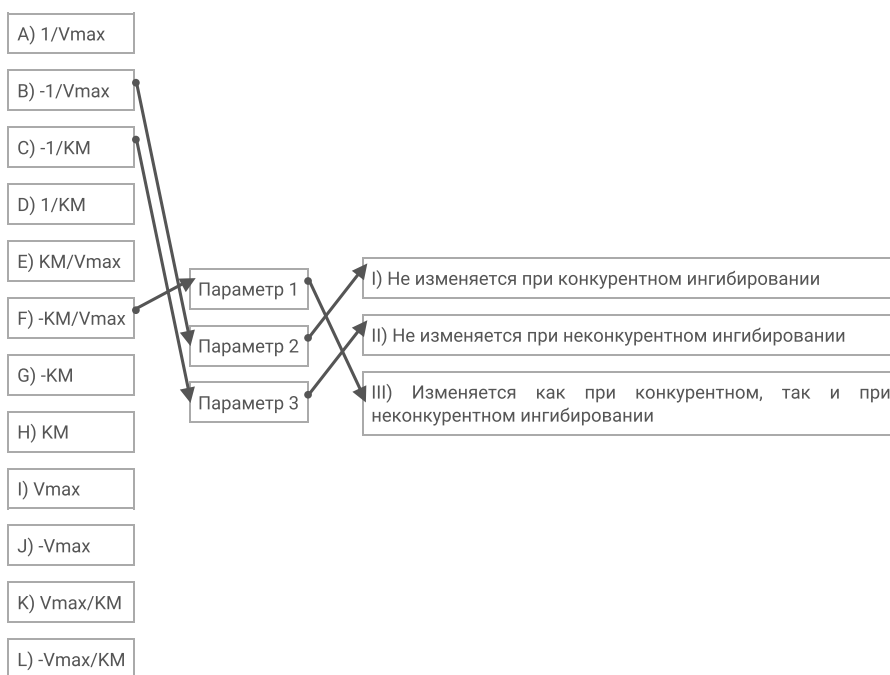 A) 1/Vmax
B) -1/Vmax
C) -1/KM
D) 1/KM
E) KM/Vmax
F) -KM/Vmax
G) -KM
H) KM
I) Vmax
J) -Vmax
K) Vmax/KM
L) -Vmax/KM
Параметр 1
Параметр 2
Параметр 3
I) Не изменяется при конкурентном ингибировании
II) Не изменяется при неконкурентном ингибировании
III) Изменяется как при конкурентном, так и при
неконкурентном ингибировании